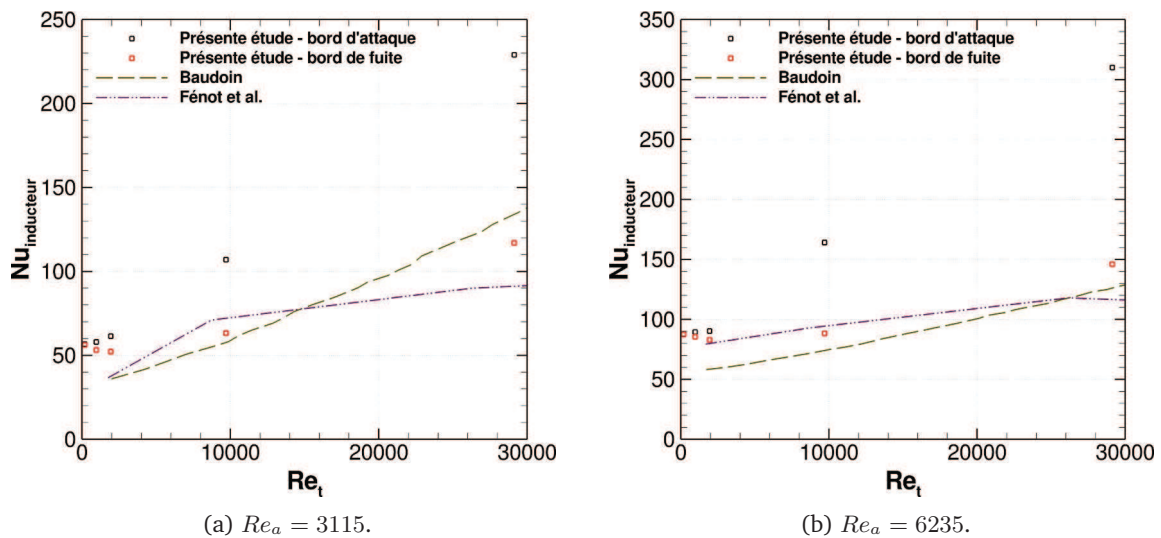 250
200
150
100
50
0
Nu_inducteur
0 10000 20000 30000
Re_t
Présente étude - bord d'attaque
Présente étude - bord de fuite
Baudoin
Fénot et al.
(a) Re_a = 3115.
350
300
250
200
150
100
50
0
Nu_inducteur
0 10000 20000 30000
Re_t
Présente étude - bord d'attaque
Présente étude - bord de fuite
Baudoin
Fénot et al.
(b) Re_a = 6235.